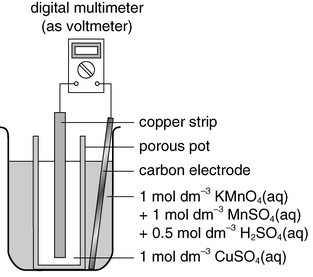 digital multimeter
(as voltmeter)
copper strip
porous pot
carbon electrode
1 mol dm⁻³ KMnO₄(aq)
+ 1 mol dm⁻³ MnSO₄(aq)
+ 0.5 mol dm⁻³ H₂SO₄(aq)
1 mol dm⁻³ CuSO₄(aq)